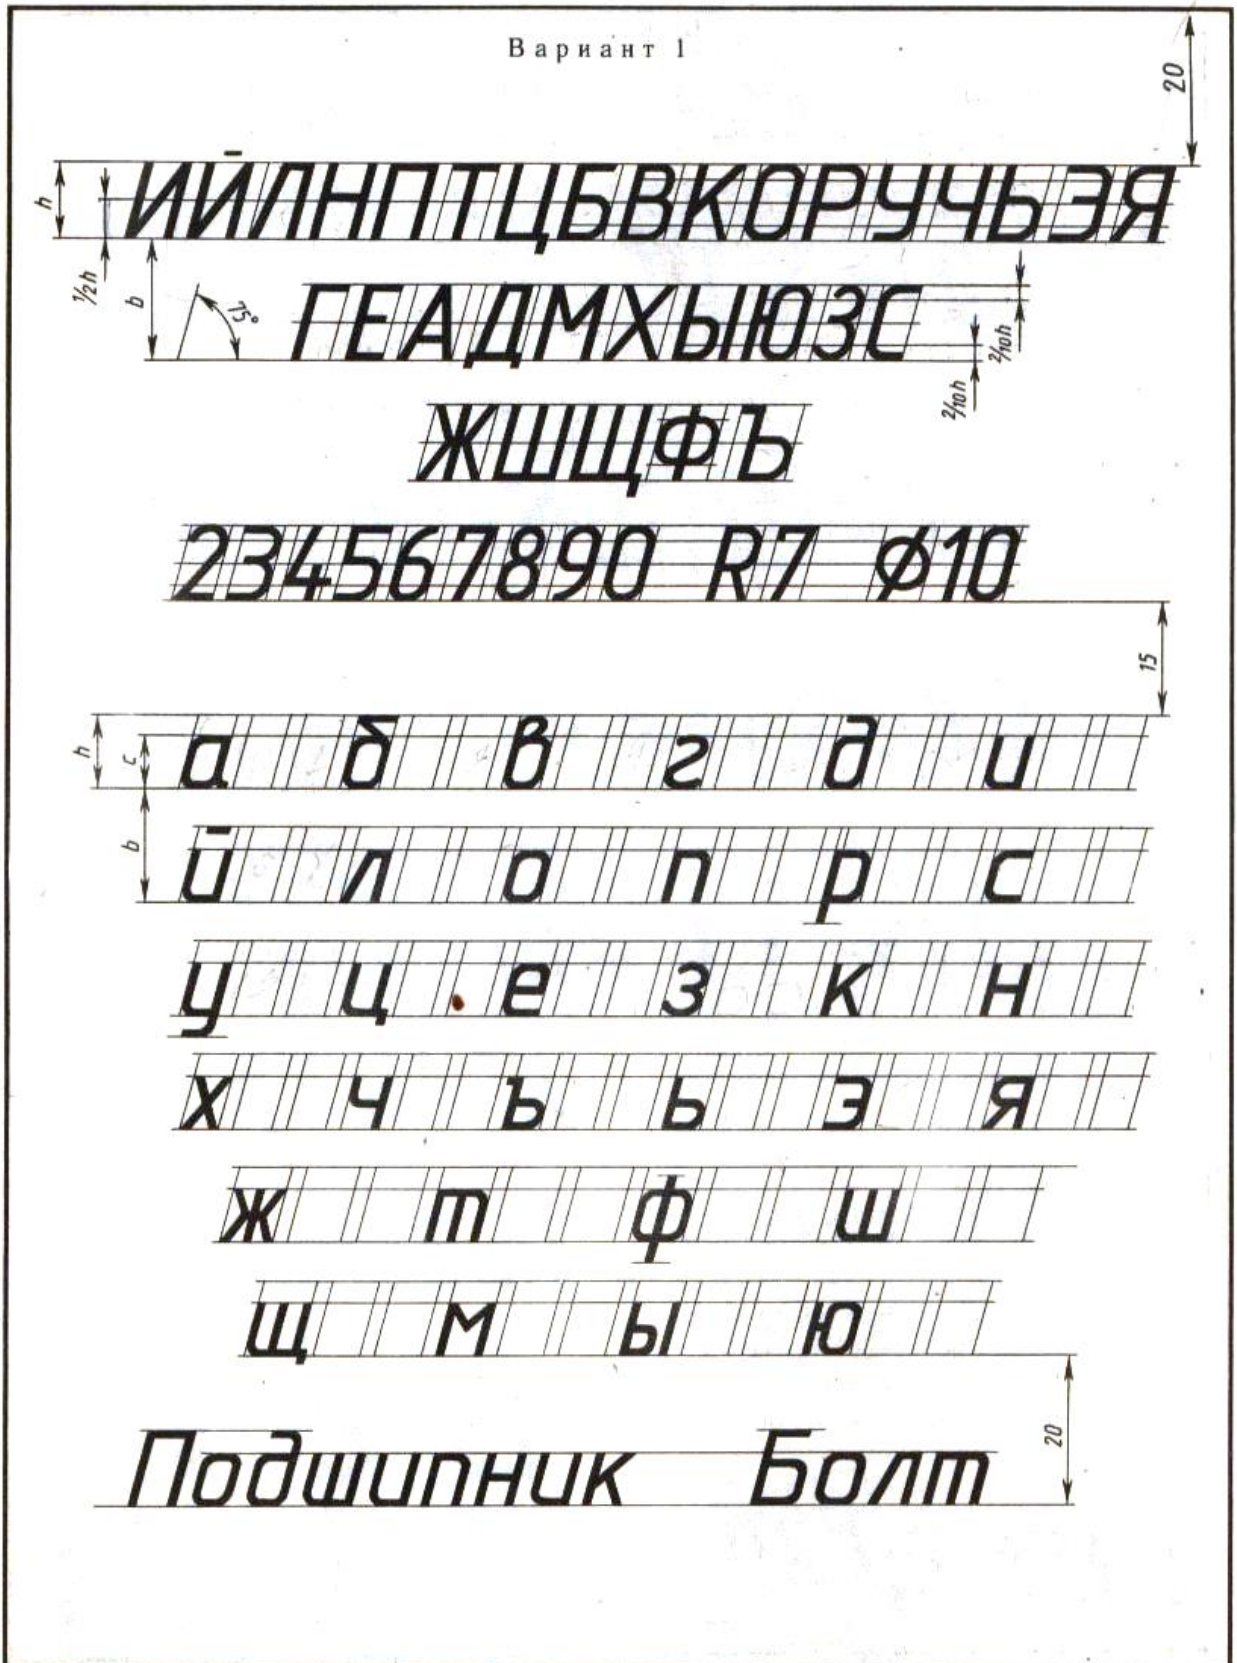 Вариант 1
20
ИЙЛНПТЦБВКОРУЧЬЭЯ
h
1/2h
b
75°
ГЕАДМХЫЮЗС
2/10h
2/10h
ЖШЩФЪ
234567890 R7 Ø10
15
h
c
а б в г д и
b
й л о п р с
у ц е з к н
х ч ъ ь э я
ж т ф ш
щ м ы ю
20
Подшипник Болт